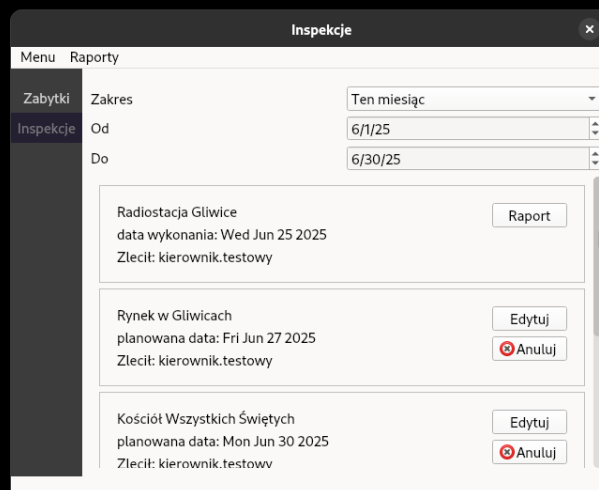 Inspekcje
Menu Raporty
Zabytki
Inspekcje
Zakres Ten miesiąc
Od 6/1/25
Do 6/30/25
Radiostacja Gliwice
data wykonania: Wed Jun 25 2025
Zlecił: kierownik.testowy
Raport
Rynek w Gliwicach
planowana data: Fri Jun 27 2025
Zlecił: kierownik.testowy
Edytuj
Anuluj
Kościół Wszystkich Świętych
planowana data: Mon Jun 30 2025
Zlecił: kierownik.testowy
Edytuj
Anuluj